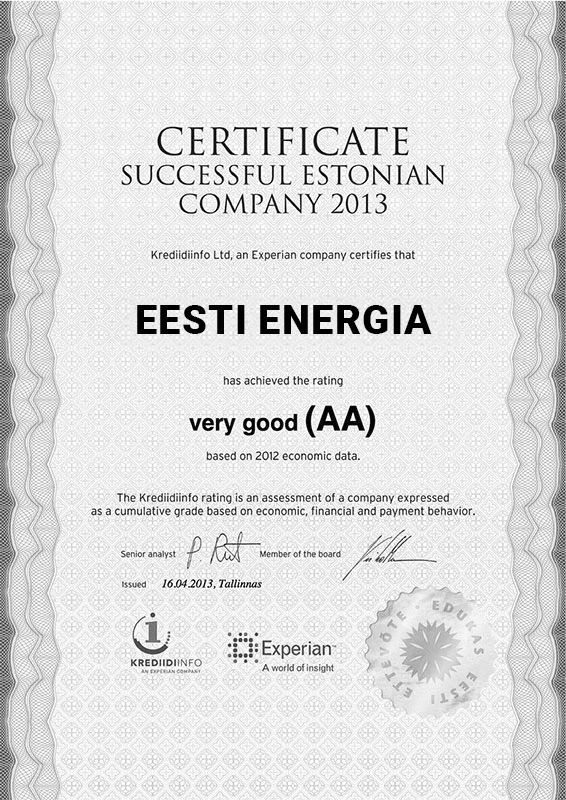 CERTIFICATE
SUCCESSFUL ESTONIAN
COMPANY 2013
Krediidiinfo Ltd, an Experian company certifies that
EESTI ENERGIA
has achieved the rating
very good (AA)
based on 2012 economic data.
The Krediidiinfo rating is an assessment of a company expressed
as a cumulative grade based on economic, financial and payment behavior.
Senior analyst
Member of the board
Issued 16.04.2013, Tallinnas
KREDIIDIINFO
AN EXPERIAN COMPANY
Experian™
A world of insight
EDUKAS EESTI ETTEVÕTE